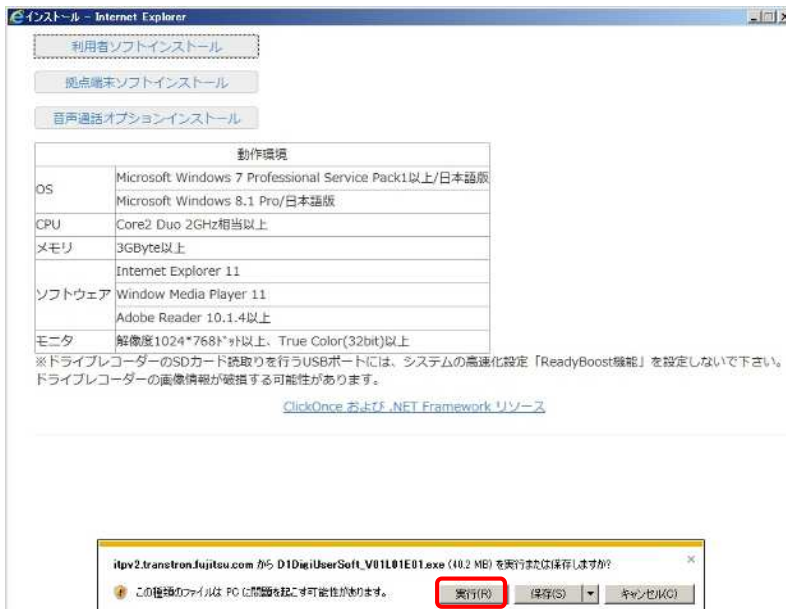 インストール - Internet Explorer
利用者ソフトインストール
拠点端末ソフトインストール
音声通話オプションインストール
動作環境
OS
Microsoft Windows 7 Professional Service Pack1以上/日本語版
Microsoft Windows 8.1 Pro/日本語版
CPU Core2 Duo 2GHz相当以上
メモリ 3GByte以上
ソフトウェア
Internet Explorer 11
Window Media Player 11
Adobe Reader 10.1.4以上
モニタ 解像度1024*768ﾄﾞｯﾄ以上、True Color(32bit)以上
※ドライブレコーダーのSDカード読取りを行うUSBポートには、システムの高速化設定「ReadyBoost機能」を設定しないで下さい。
ドライブレコーダーの画像情報が破損する可能性があります。
ClickOnce および .NET Framework リソース
itpv2.transtron.fujitsu.com から D1DigiUserSoft_V01L01E01.exe (40.2 MB) を実行または保存しますか?
この種類のファイルは PC に問題を起こす可能性があります。 実行(R) 保存(S) キャンセル(C)